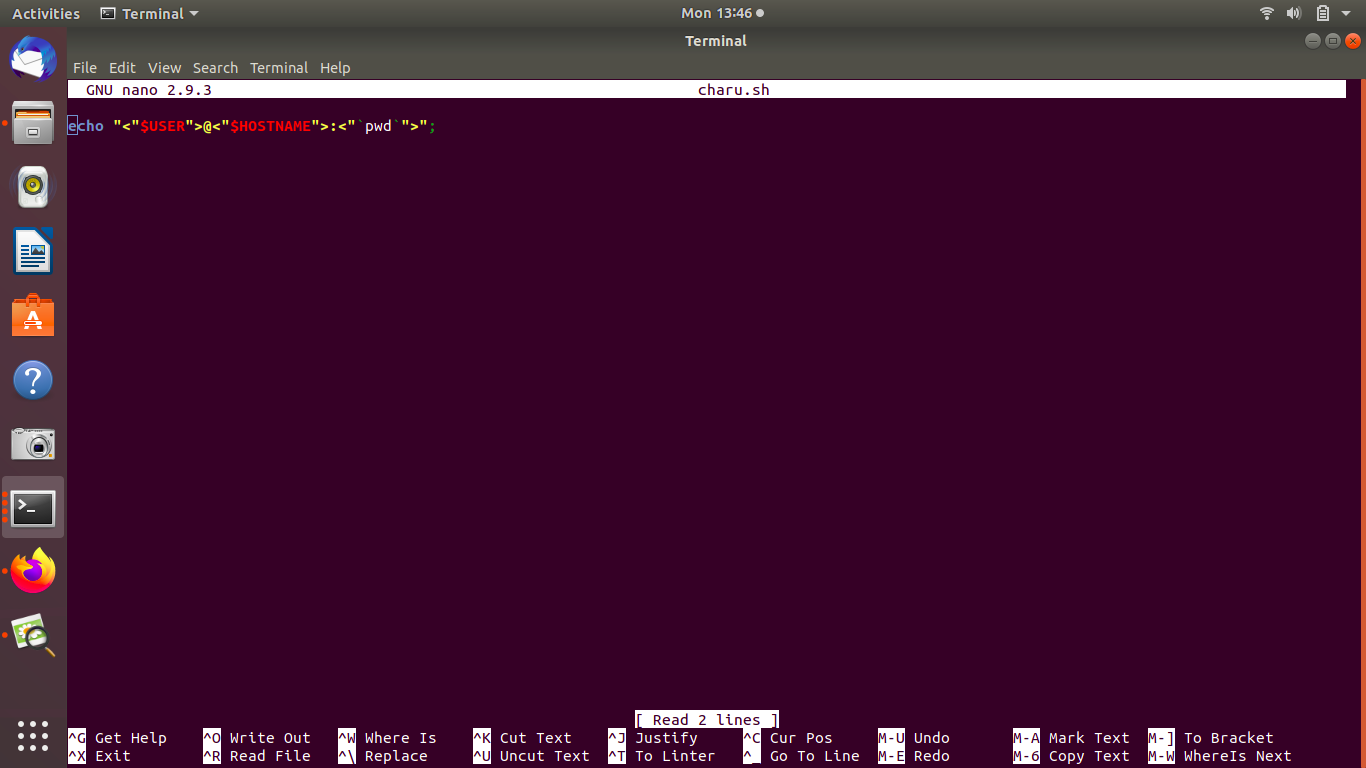 Activities Terminal Mon 13:46
Terminal
File Edit View Search Terminal Help
GNU nano 2.9.3 charu.sh
echo "<"$USER">@<"$HOSTNAME">:<"`pwd`">";
[ Read 2 lines ]
^G Get Help ^O Write Out ^W Where Is ^K Cut Text ^J Justify ^C Cur Pos M-U Undo M-A Mark Text M-] To Bracket
^X Exit ^R Read File ^\ Replace ^U Uncut Text ^T To Linter ^_ Go To Line M-E Redo M-6 Copy Text M-W WhereIs Next